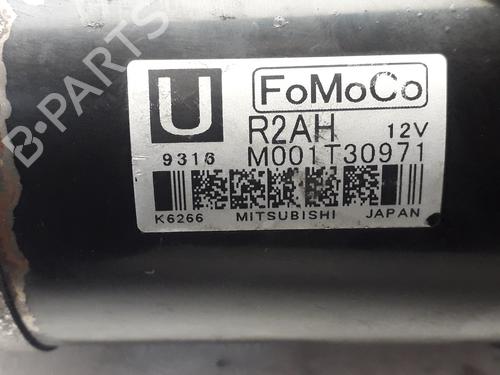 U
FoMoCo
R2AH 12V
9316 M001T30971
K6266 MITSUBISHI JAPAN
B-PARTS